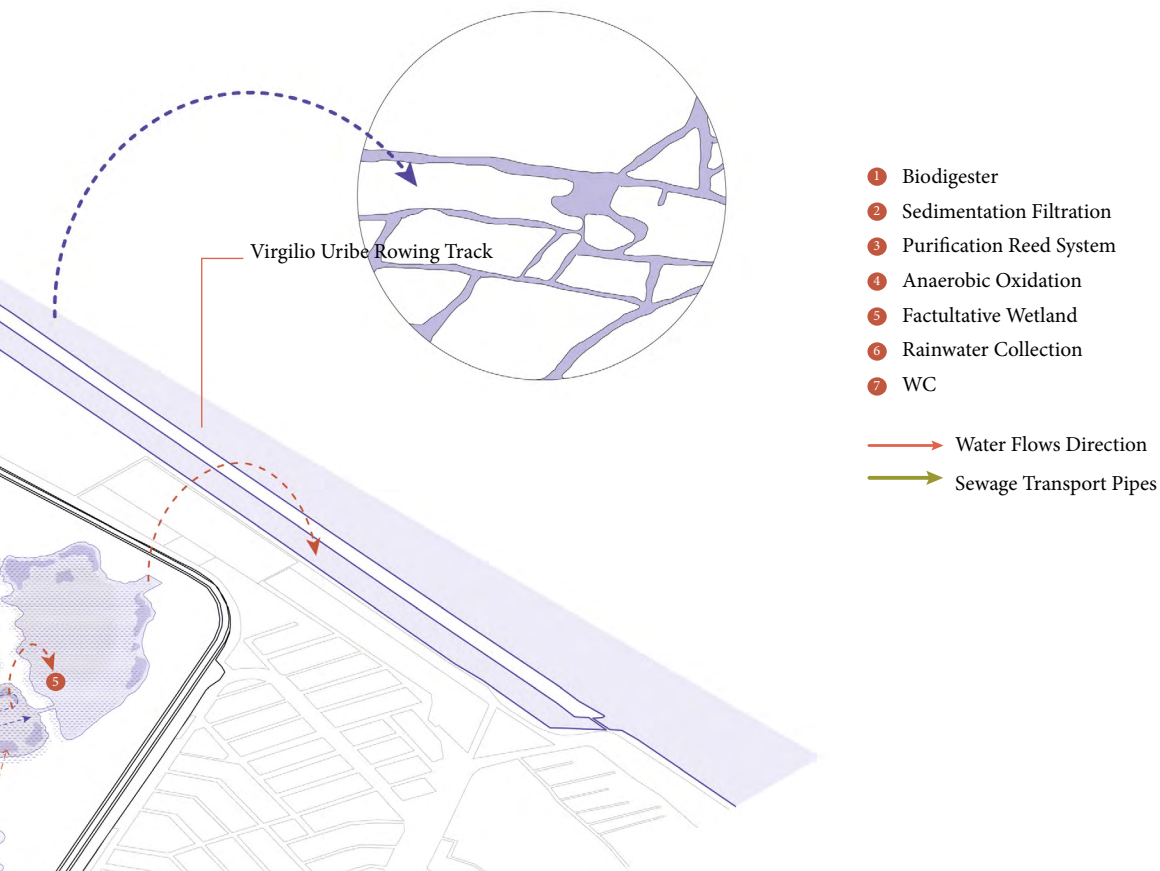 Virgilio Uribe Rowing Track
1 Biodigester
2 Sedimentation Filtration
3 Purification Reed System
4 Anaerobic Oxidation
5 Factultative Wetland
6 Rainwater Collection
7 WC
Water Flows Direction
Sewage Transport Pipes
5